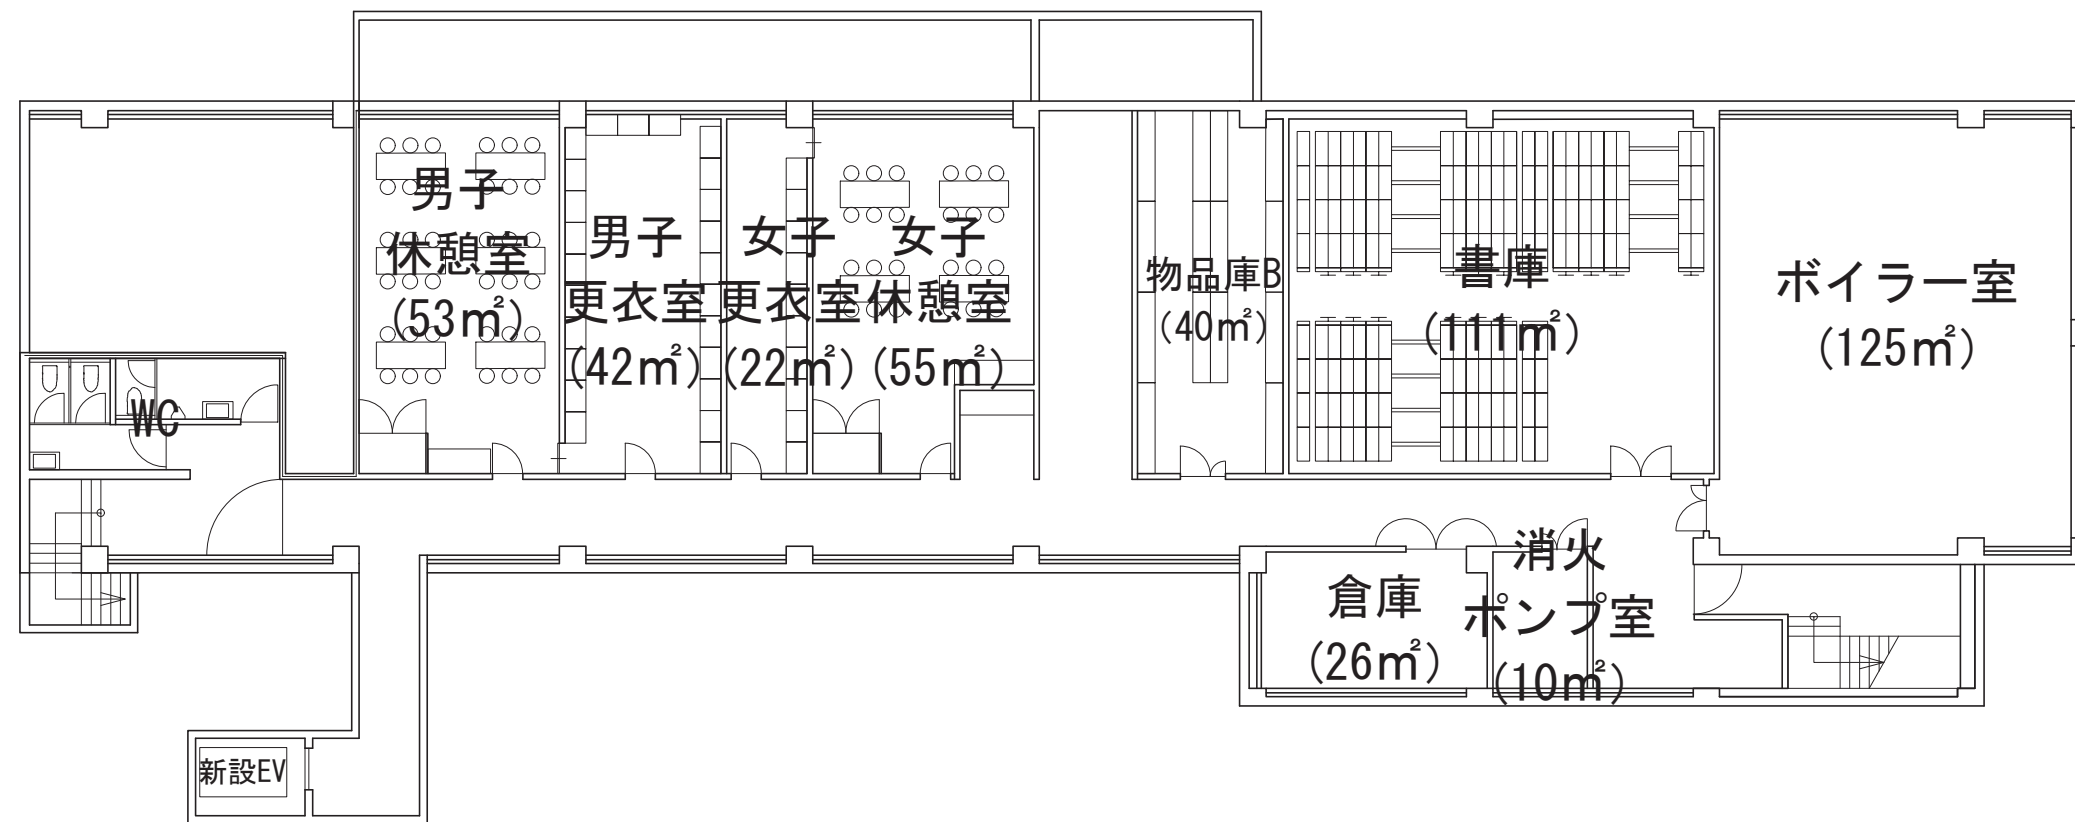 男子
休憩室
(53㎡)
男子
更衣室
(42㎡)
女子
更衣室
(22㎡)
女子
休憩室
(55㎡)
物品庫B
(40㎡)
書庫
(111㎡)
ボイラー室
(125㎡)
WC
倉庫
(26㎡)
消火
ポンプ室
(10㎡)
新設EV